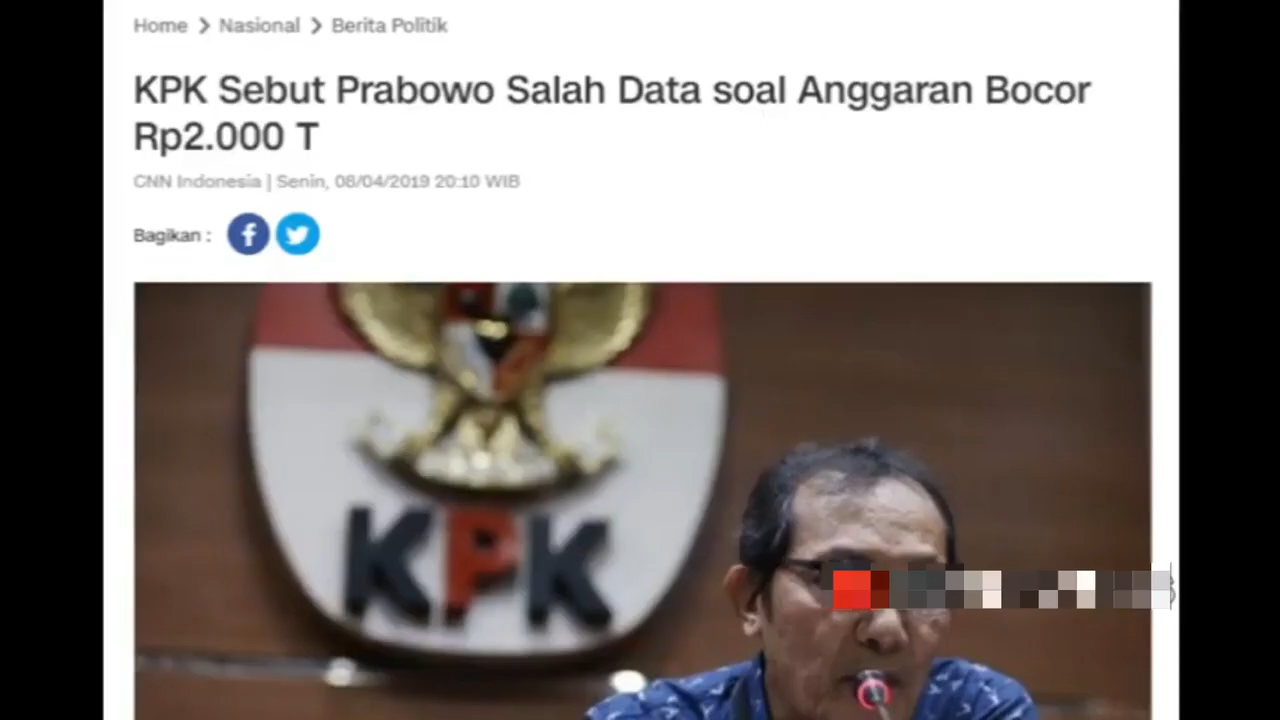 Home > Nasional > Berita Politik
KPK Sebut Prabowo Salah Data soal Anggaran Bocor
Rp2.000 T
CNN Indonesia | Senin, 08/04/2019 20:10 WIB
Bagikan :
KPK